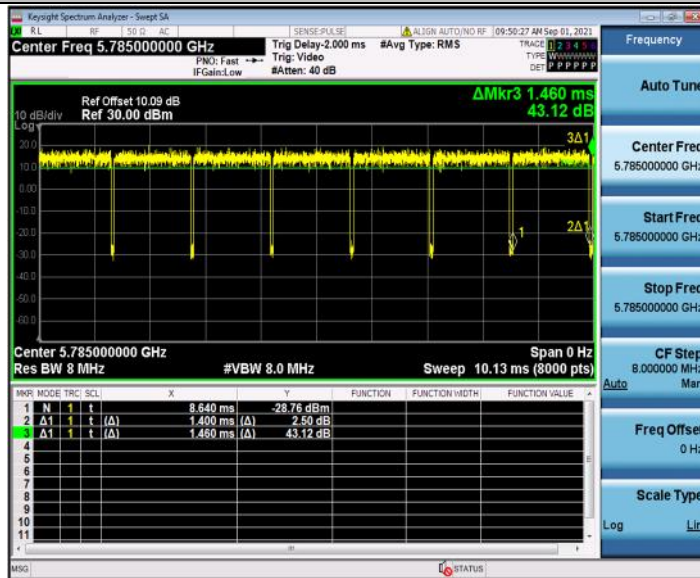 Keysight Spectrum Analyzer - Swept SA
RL RF 50 Ω AC SENSE:PULSE ALIGN AUTO/NO RF 09:50:27 AM Sep 01, 2021
Center Freq 5.785000000 GHz
PNO: Fast
IFGain:Low
Trig Delay-2.000 ms
Trig: Video
#Atten: 40 dB
#Avg Type: RMS
TRACE 1 2 3 4 5 6
TYPE WWWWWW
DET P P P P P P
Ref Offset 10.09 dB
10 dB/div Ref 30.00 dBm
Log
ΔMkr3 1.460 ms
43.12 dB
20.0
10.0
0.00
-10.0
-20.0
-30.0
-40.0
-50.0
-60.0
3Δ1
2Δ1
1
Center 5.785000000 GHz Span 0 Hz
Res BW 8 MHz #VBW 8.0 MHz Sweep 10.13 ms (8000 pts)
MKR MODE TRC SCL X Y FUNCTION FUNCTION WIDTH FUNCTION VALUE
1 N 1 t 8.640 ms -28.76 dBm
2 Δ1 1 t (Δ) 1.400 ms (Δ) 2.50 dB
3 Δ1 1 t (Δ) 1.460 ms (Δ) 43.12 dB
4
5
6
7
8
9
10
11
MSG STATUS
Frequency
Auto Tune
Center Freq
5.785000000 GHz
Start Freq
5.785000000 GHz
Stop Freq
5.785000000 GHz
CF Step
8.000000 MHz
Auto Man
Freq Offset
0 Hz
Scale Type
Log Lin